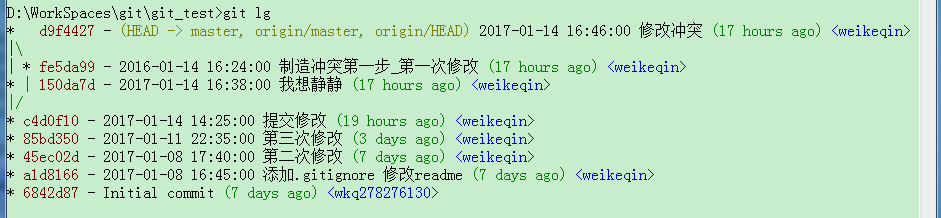 D:\WorkSpaces\git\git_test>git lg
*   d9f4427 - (HEAD -> master, origin/master, origin/HEAD) 2017-01-14 16:46:00 修改冲突 (17 hours ago) <weikeqin>
|\
| * fe5da99 - 2016-01-14 16:24:00 制造冲突第一步_第一次修改 (17 hours ago) <weikeqin>
* | 150da7d - 2017-01-14 16:38:00 我想静静 (17 hours ago) <weikeqin>
|/
* c4d0f10 - 2017-01-14 14:25:00 提交修改 (19 hours ago) <weikeqin>
* 85bd350 - 2017-01-11 22:35:00 第三次修改 (3 days ago) <weikeqin>
* 45ec02d - 2017-01-08 17:40:00 第二次修改 (7 days ago) <weikeqin>
* a1d8166 - 2017-01-08 16:45:00 添加.gitignore 修改readme (7 days ago) <weikeqin>
* 6842d87 - Initial commit (7 days ago) <wkq278276130>